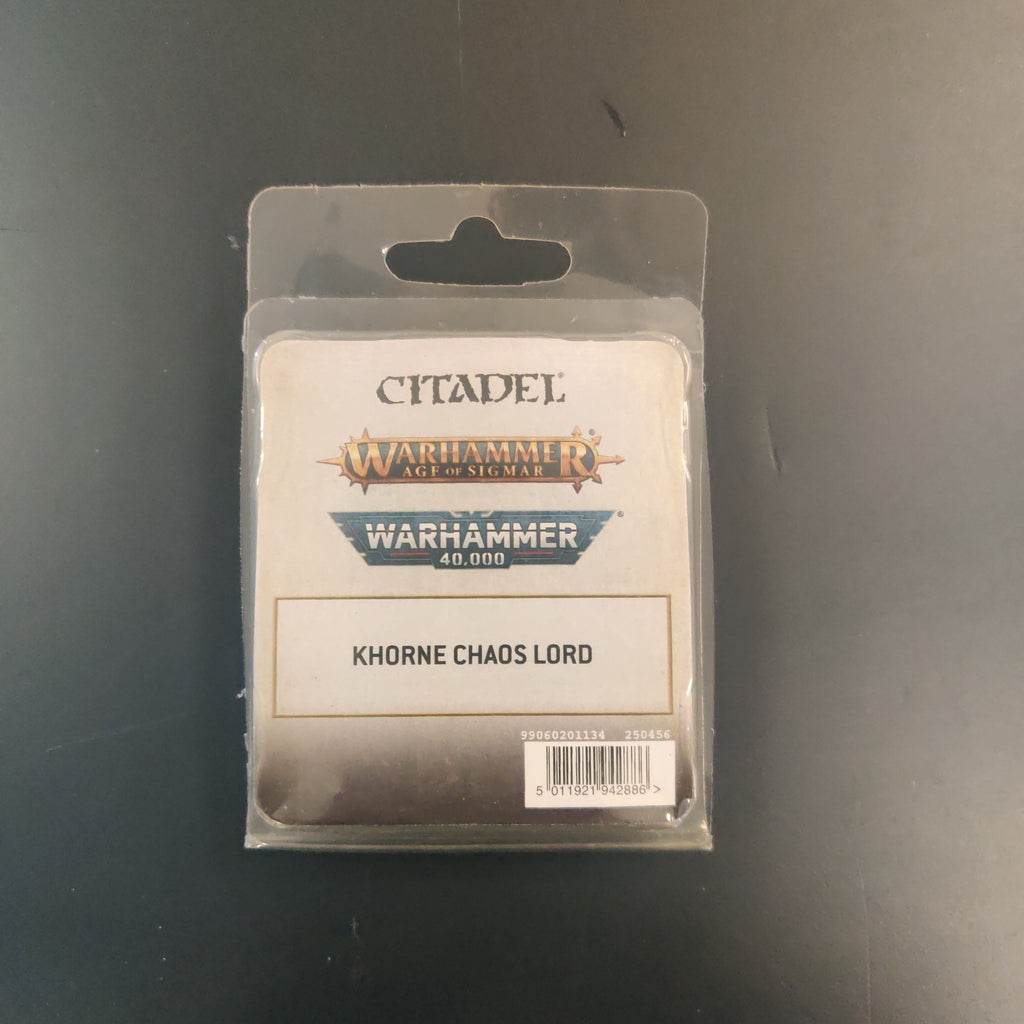 CITADEL®
WARHAMMER®
AGE OF SIGMAR
WARHAMMER®
40,000
KHORNE CHAOS LORD
99060201134 250456
5 011921 942886 >